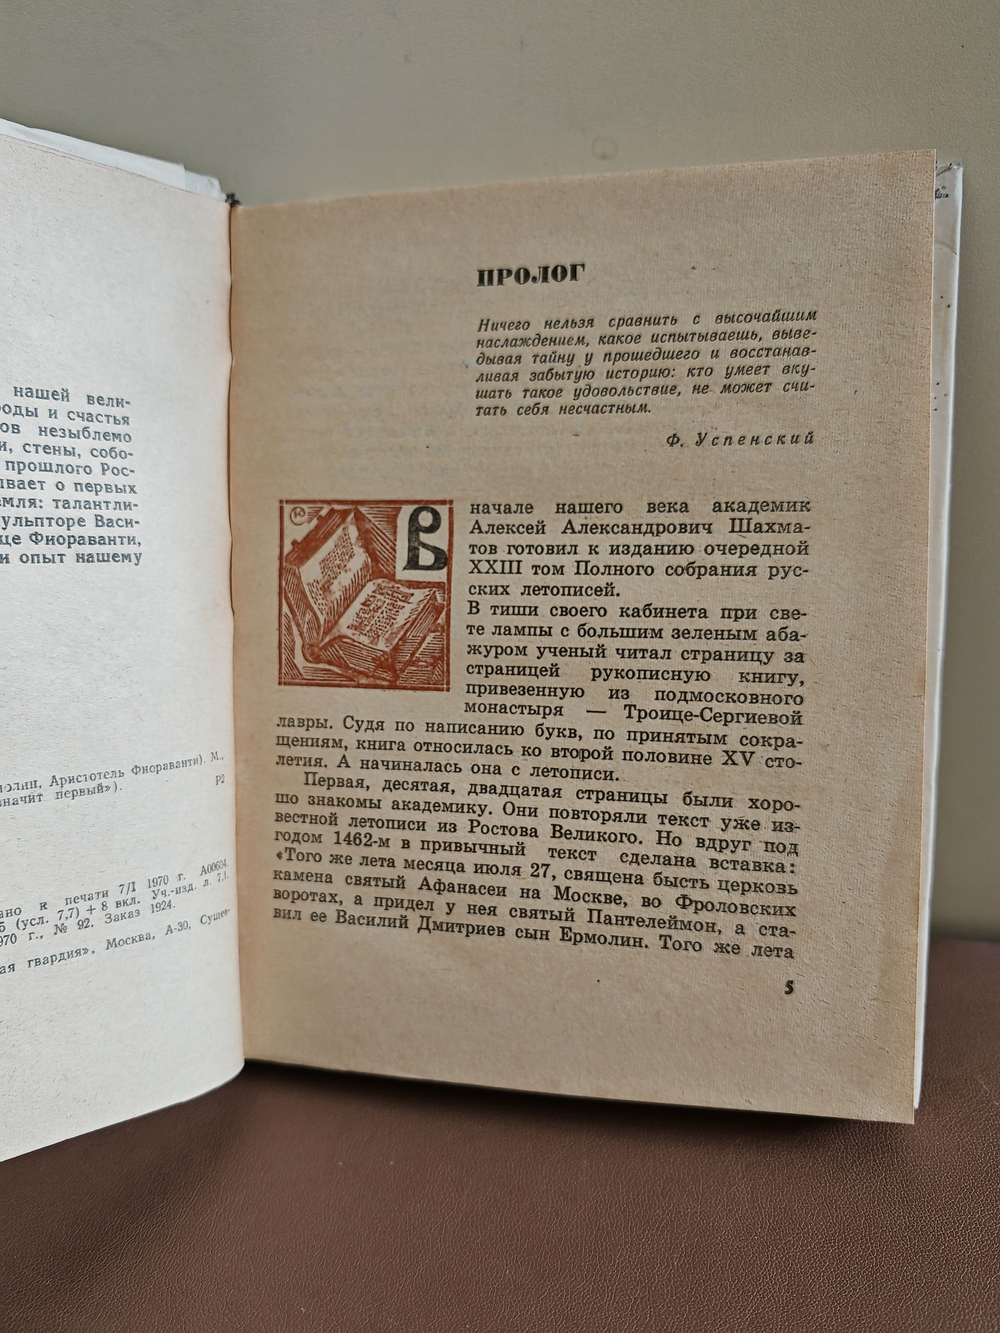 нашей вели-
роды и счастья
ов незыблемо
и, стены, собо-
прошлого Рос-
ывает о первых
емля: талантли-
ульпторе Васи-
це Фиораванти,
и опыт нашему
молин, Аристотель Фиораванти). М.,
значит первый»).
Р2
ано к печати 7/I 1970 г. А00604.
5 (усл. 7,7) + 8 вкл. Уч.-изд. л. 7,1.
970 г., № 92. Заказ 1924.
ая гвардия». Москва, А-30, Сущев-
ПРОЛОГ
Ничего нельзя сравнить с высочайшим
наслаждением, какое испытываешь, выве-
дывая тайну у прошедшего и восстанав-
ливая забытую историю: кто умеет вку-
шать такое удовольствие, не может счи-
тать себя несчастным.
Ф. Успенский
В
начале нашего века академик
Алексей Александрович Шахма-
тов готовил к изданию очередной
XXIII том Полного собрания рус-
ских летописей.
В тиши своего кабинета при све-
те лампы с большим зеленым аба-
журом ученый читал страницу за
страницей рукописную книгу,
привезенную из подмосковного
монастыря — Троице-Сергиевой
лавры. Судя по написанию букв, по принятым сокра-
щениям, книга относилась ко второй половине XV сто-
летия. А начиналась она с летописи.
Первая, десятая, двадцатая страницы были хоро-
шо знакомы академику. Они повторяли текст уже из-
вестной летописи из Ростова Великого. Но вдруг под
годом 1462-м в привычный текст сделана вставка:
«Того же лета месяца июля 27, священа бысть церковь
камена святый Афанасеи на Москве, во Фроловских
воротах, а придел у нея святый Пантелеймон, а ста-
вил ее Василий Дмитриев сын Ермолин. Того же лета
5